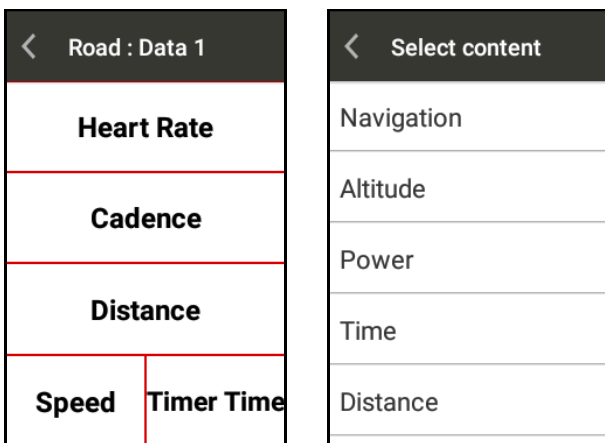 Road : Data 1
Heart Rate
Cadence
Distance
Speed Timer Time
Select content
Navigation
Altitude
Power
Time
Distance